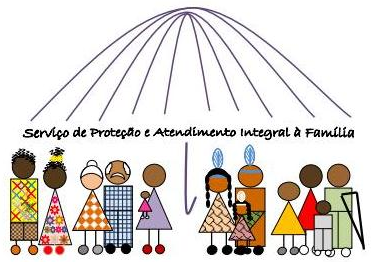 Serviço de Proteção e Atendimento Integral à Família